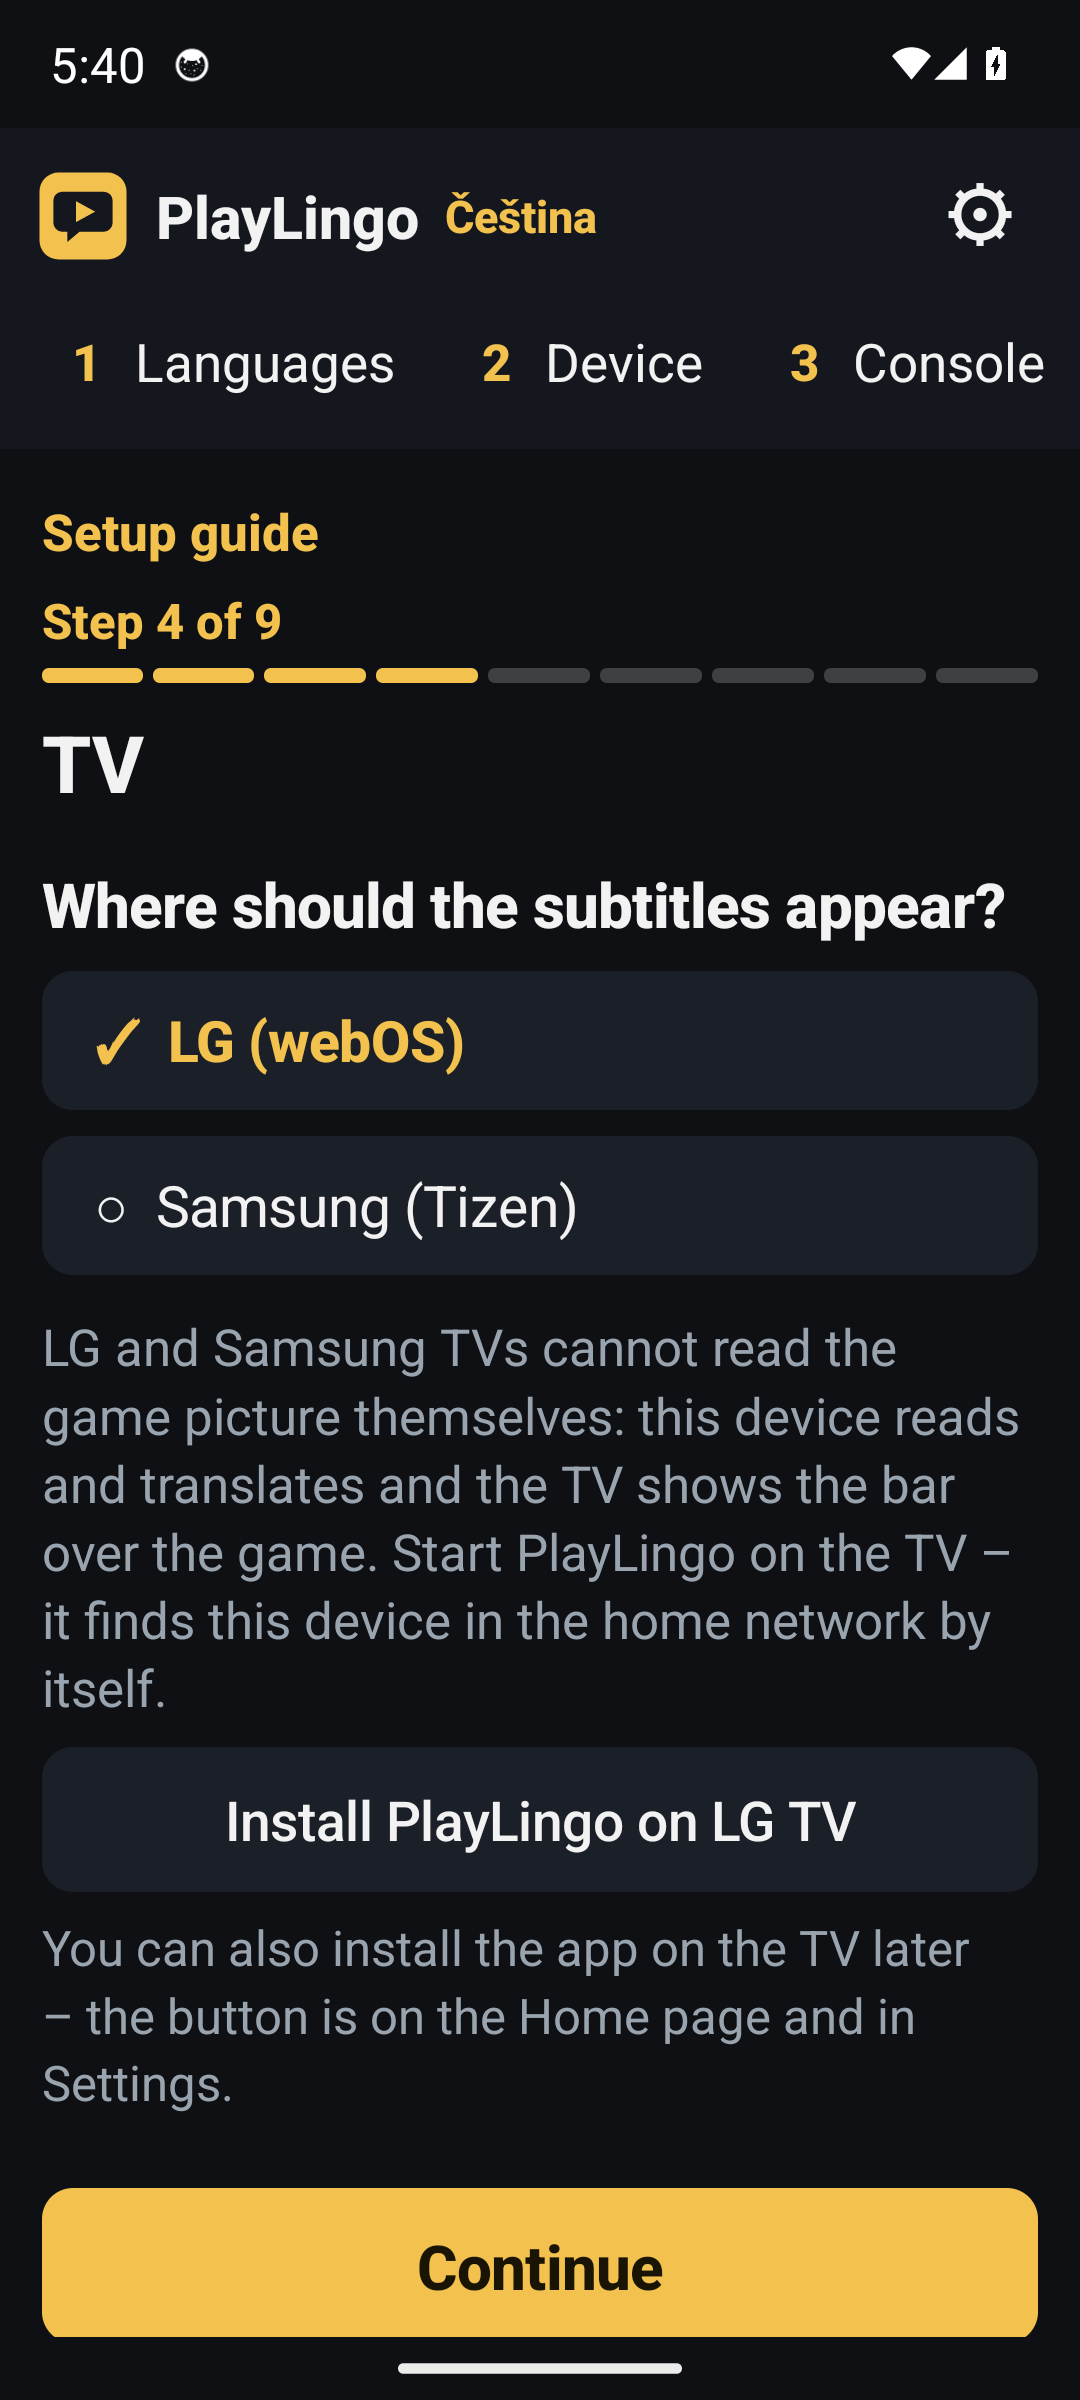 5:40
PlayLingo Čeština
1 Languages 2 Device 3 Console
Setup guide
Step 4 of 9
TV
Where should the subtitles appear?
✓ LG (webOS)
○ Samsung (Tizen)
LG and Samsung TVs cannot read the
game picture themselves: this device reads
and translates and the TV shows the bar
over the game. Start PlayLingo on the TV –
it finds this device in the home network by
itself.
Install PlayLingo on LG TV
You can also install the app on the TV later
– the button is on the Home page and in
Settings.
Continue